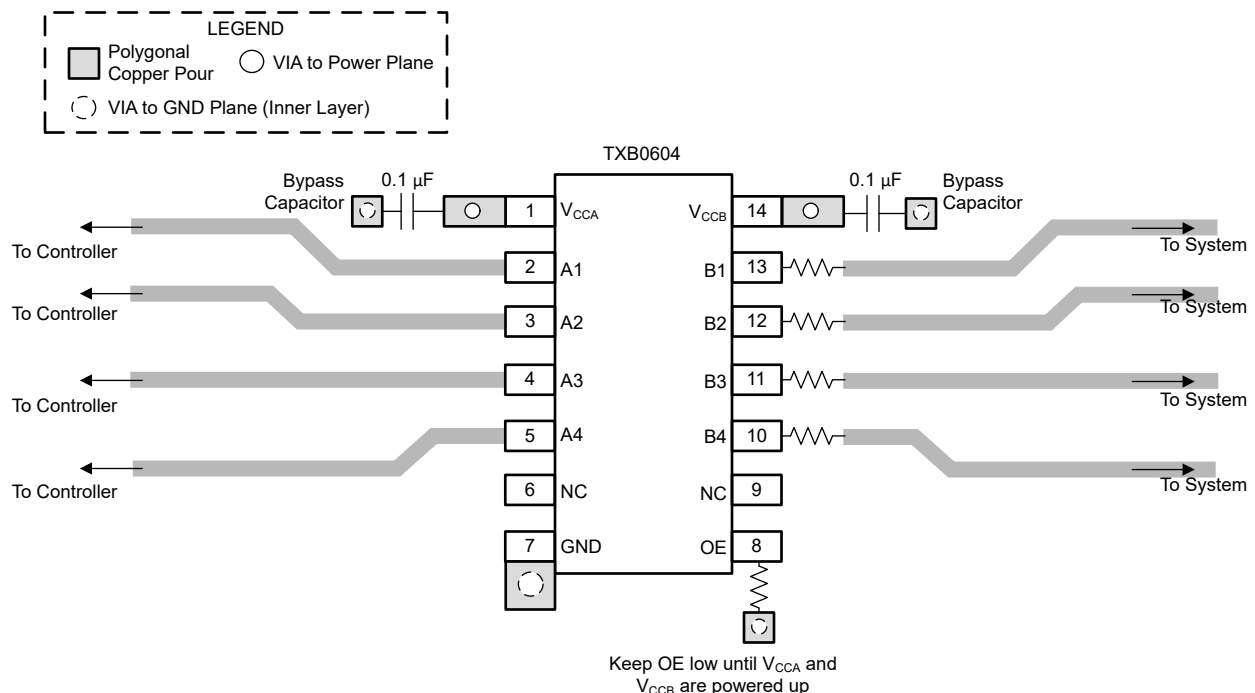 LEGEND
Polygonal
Copper Pour
VIA to Power Plane
VIA to GND Plane (Inner Layer)
TXB0604
Bypass
Capacitor
0.1 µF
0.1 µF
Bypass
Capacitor
1
VCCA
VCCB
14
To Controller
2
A1
B1
13
To System
To Controller
3
A2
B2
12
To System
To Controller
4
A3
B3
11
To System
To Controller
5
A4
B4
10
To System
6
NC
NC
9
7
GND
OE
8
Keep OE low until VCCA and
VCCB are powered up